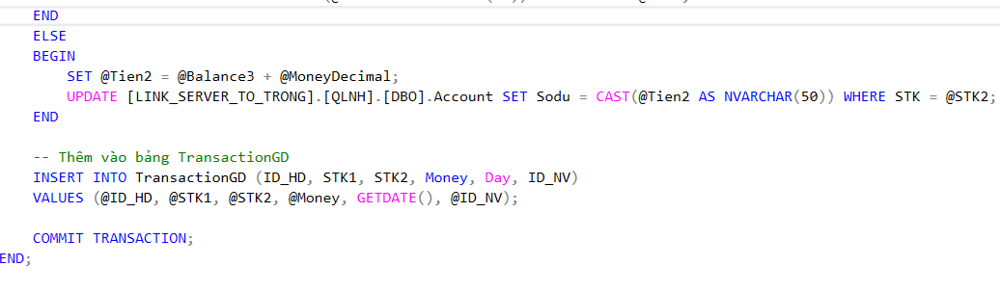 END
ELSE
BEGIN
SET @Tien2 = @Balance3 + @MoneyDecimal;
UPDATE [LINK_SERVER_TO_TRONG].[QLNH].[DBO].Account SET Sodu = CAST(@Tien2 AS NVARCHAR(50)) WHERE STK = @STK2;
END
-- Thêm vào bảng TransactionGD
INSERT INTO TransactionGD (ID_HD, STK1, STK2, Money, Day, ID_NV)
VALUES (@ID_HD, @STK1, @STK2, @Money, GETDATE(), @ID_NV);
COMMIT TRANSACTION;
END;